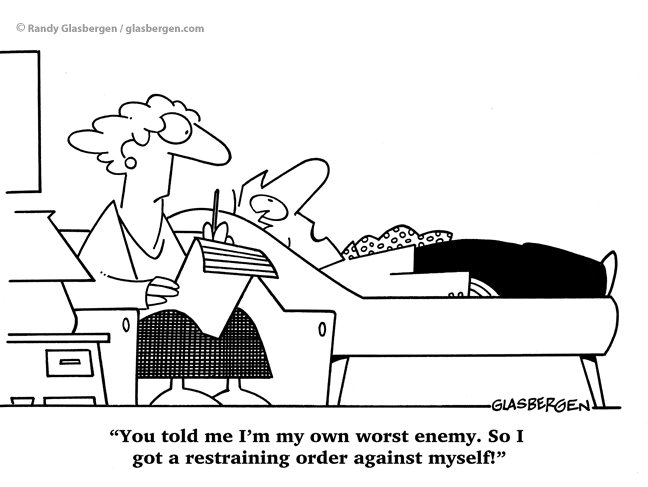 © Randy Glasbergen / glasbergen.com
GLASBERGEN
“You told me I’m my own worst enemy. So I
got a restraining order against myself!”